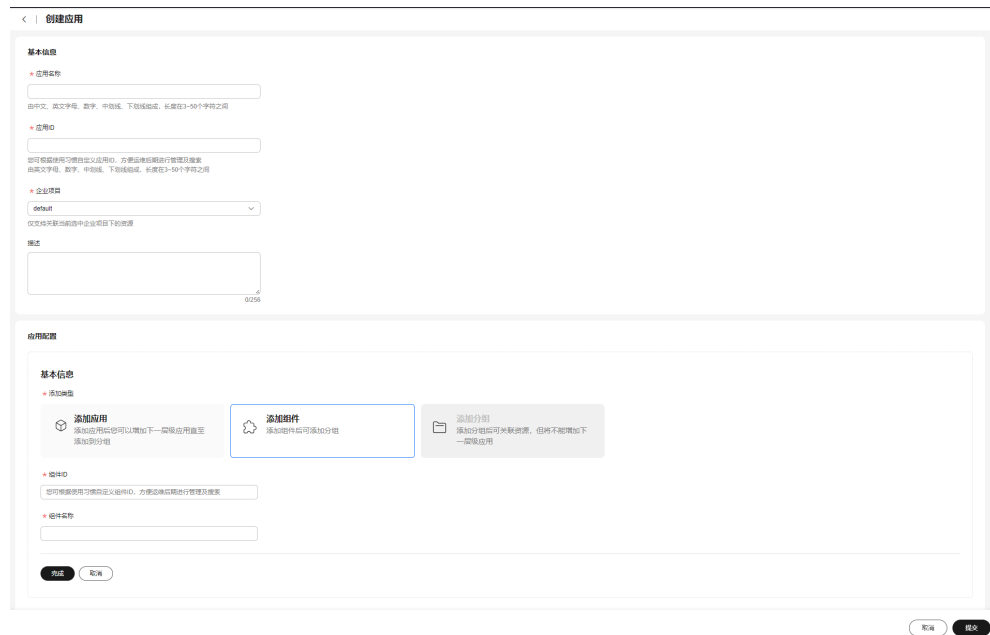 创建应用
基本信息
* 应用名称
由中文、英文字母、数字、中划线、下划线组成，长度在3~50个字符之间
* 应用ID
您可根据使用习惯自定义应用ID，方便运维后期进行管理及搜索
由英文字母、数字、中划线、下划线组成，长度在3~50个字符之间
* 企业项目
default
仅支持关联当前选中企业项目下的资源
描述
0/256
应用配置
基本信息
* 添加类型
添加应用
添加应用后您可以增加下一层级应用直至
添加到分组
添加组件
添加组件后可添加分组
添加分组
添加分组后可关联资源，但将不能增加下
一层级应用
* 组件ID
您可根据使用习惯自定义组件ID，方便运维后期进行管理及搜索
* 组件名称
完成 取消
取消 提交